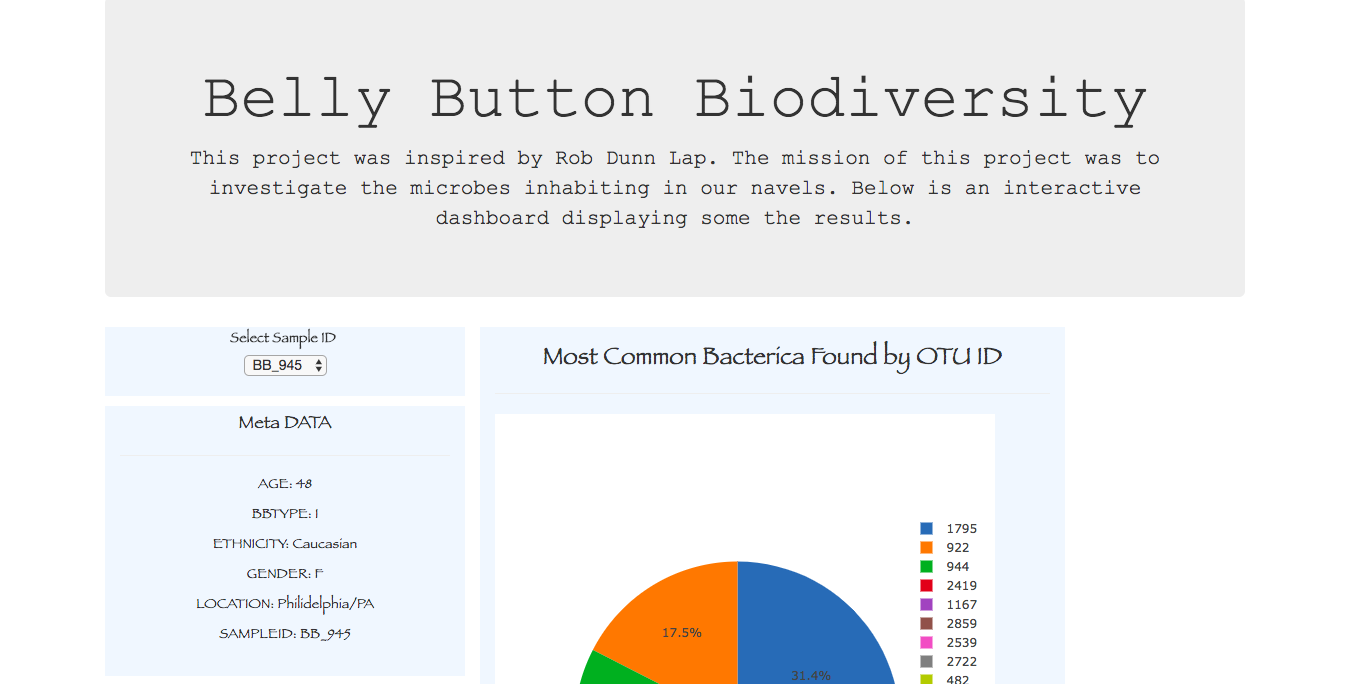 Belly Button Biodiversity
This project was inspired by Rob Dunn Lap. The mission of this project was to
investigate the microbes inhabiting in our navels. Below is an interactive
dashboard displaying some the results.
Select Sample ID
BB_945
Meta DATA
AGE: 48
BBTYPE: I
ETHNICITY: Caucasian
GENDER: F
LOCATION: Philidelphia/PA
SAMPLEID: BB_945
Most Common Bacterica Found by OTU ID
17.5%
31.4%
1795
922
944
2419
1167
2859
2539
2722
482